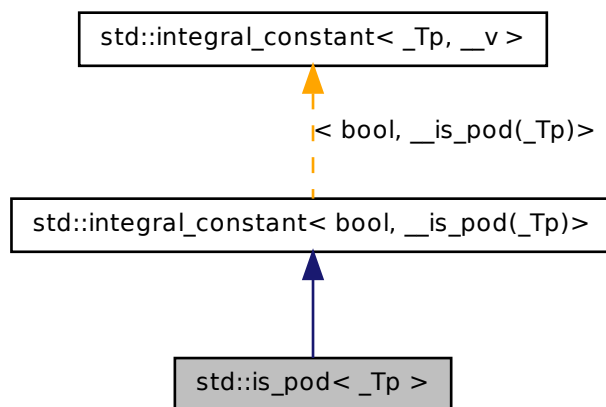 std::integral_constant< _Tp, __v >
< bool, __is_pod(_Tp)>
std::integral_constant< bool, __is_pod(_Tp)>
std::is_pod< _Tp >